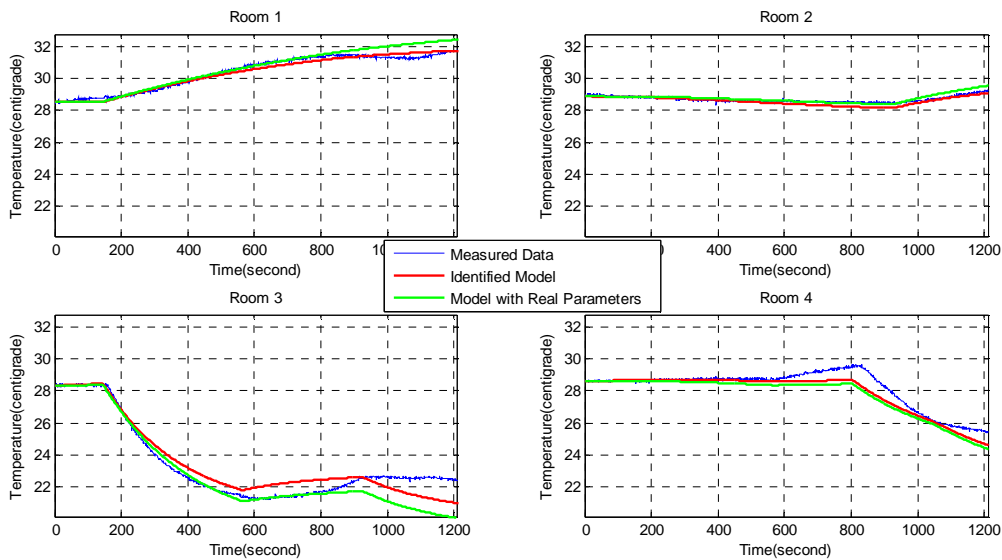 Room 1
Room 2
Temperature(centigrade)
32
30
28
26
24
22
0 200 400 600 800 1000 1200
Time(second)
Temperature(centigrade)
32
30
28
26
24
22
0 200 400 600 800 1000 1200
Time(second)
Measured Data
Identified Model
Model with Real Parameters
Room 3
Room 4
Temperature(centigrade)
32
30
28
26
24
22
0 200 400 600 800 1000 1200
Time(second)
Temperature(centigrade)
32
30
28
26
24
22
0 200 400 600 800 1000 1200
Time(second)